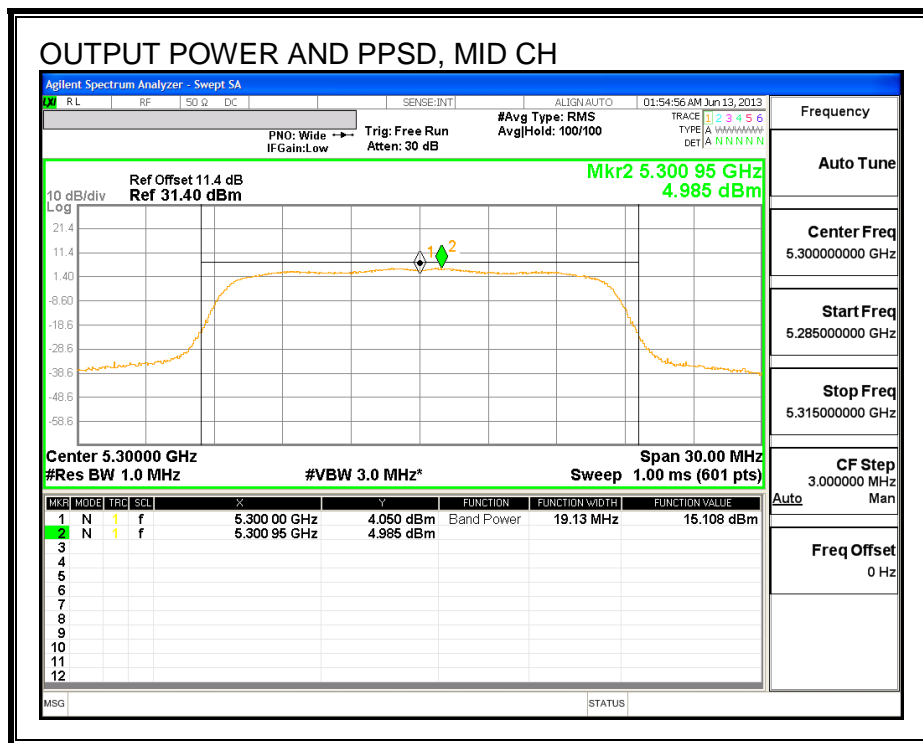 OUTPUT POWER AND PPSD, MID CH
Agilent Spectrum Analyzer - Swept SA
LXI RL RF 50 Ω DC SENSE:INT ALIGN AUTO 01:54:56 AM Jun 13, 2013
#Avg Type: RMS TRACE 1 2 3 4 5 6
PNO: Wide Trig: Free Run Avg|Hold: 100/100 TYPE A WWWWW
IFGain:Low Atten: 30 dB DET A N N N N N
Frequency
Auto Tune
Center Freq
5.300000000 GHz
Start Freq
5.285000000 GHz
Stop Freq
5.315000000 GHz
CF Step
3.000000 MHz
Auto Man
Freq Offset
0 Hz
Mkr2 5.300 95 GHz
Ref Offset 11.4 dB
4.985 dBm
10 dB/div Ref 31.40 dBm
Log
21.4
11.4
1.40
-8.60
-18.6
-28.6
-38.6
-48.6
-58.6
1 2
Center 5.30000 GHz Span 30.00 MHz
#Res BW 1.0 MHz #VBW 3.0 MHz* Sweep 1.00 ms (601 pts)
MKR MODE TRC SCL X Y FUNCTION FUNCTION WIDTH FUNCTION VALUE
1 N 1 f 5.300 00 GHz 4.050 dBm Band Power 19.13 MHz 15.108 dBm
2 N 1 f 5.300 95 GHz 4.985 dBm
3
4
5
6
7
8
9
10
11
12
MSG STATUS